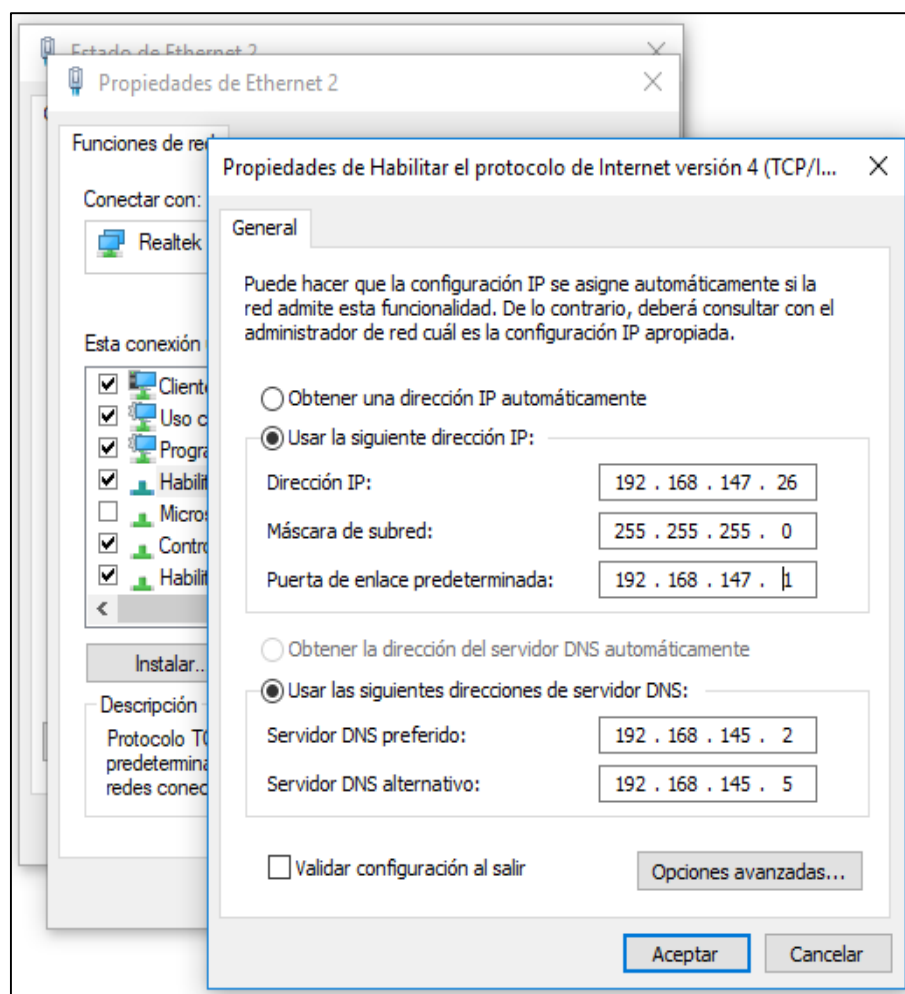 Estado de Ethernet 2
Propiedades de Ethernet 2
Funciones de red
Conectar con:
Realtek
Esta conexión
Cliente
Uso c
Progra
Habilit
Micros
Contro
Habilit
Instalar...
Descripción
Protocolo TC
predetermina
redes conec
Propiedades de Habilitar el protocolo de Internet versión 4 (TCP/I...
General
Puede hacer que la configuración IP se asigne automáticamente si la
red admite esta funcionalidad. De lo contrario, deberá consultar con el
administrador de red cuál es la configuración IP apropiada.
Obtener una dirección IP automáticamente
Usar la siguiente dirección IP:
Dirección IP: 192 . 168 . 147 . 26
Máscara de subred: 255 . 255 . 255 . 0
Puerta de enlace predeterminada: 192 . 168 . 147 . 1
Obtener la dirección del servidor DNS automáticamente
Usar las siguientes direcciones de servidor DNS:
Servidor DNS preferido: 192 . 168 . 145 . 2
Servidor DNS alternativo: 192 . 168 . 145 . 5
Validar configuración al salir
Opciones avanzadas...
Aceptar
Cancelar